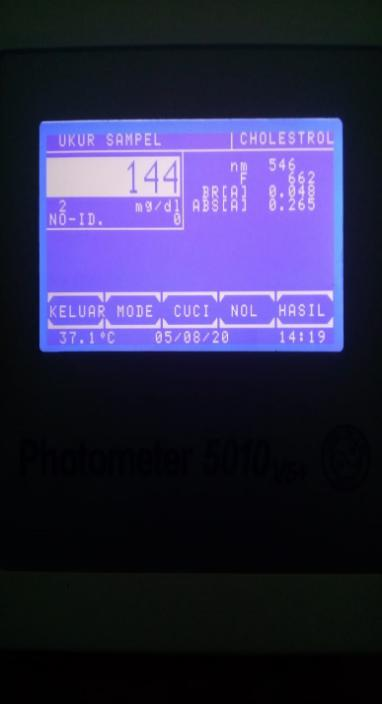 UKUR SAMPEL | CHOLESTROL
144
2 mg/dl
NO-ID. 0
nm 546
F 662
BR[A] 0.048
ABS[A] 0.265
KELUAR MODE CUCI NOL HASIL
37.1°C 05/08/20 14:19
Photometer 5010 V5+